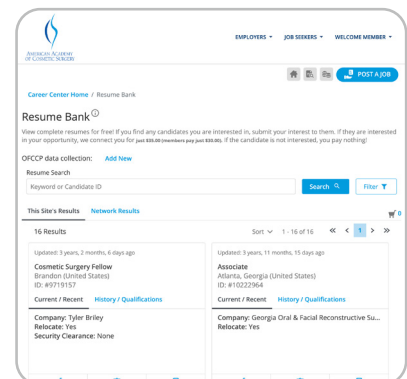 AMERICAN ACADEMY
OF COSMETIC SURGERY
EMPLOYERS
JOB SEEKERS
WELCOME MEMBER
POST A JOB
Career Center Home / Resume Bank
Resume Bank
View complete resumes for free! If you find any candidates you are interested in, submit your interest to them. If they are interested
in your opportunity, we connect you for just $35.00 (members pay just $30.00). If the candidate is not interested, you pay nothing!
OFCCP data collection: Add New
Resume Search
Keyword or Candidate ID
Search
Filter
This Site's Results
Network Results
0
16 Results
Sort
1 - 16 of 16
« < 1 > »
Updated: 3 years, 2 months, 6 days ago
Cosmetic Surgery Fellow
Brandon (United States)
ID: #9719157
Current / Recent
History / Qualifications
Company: Tyler Briley
Relocate: Yes
Security Clearance: None
Updated: 3 years, 11 months, 15 days ago
Associate
Atlanta, Georgia (United States)
ID: #10222964
Current / Recent
History / Qualifications
Company: Georgia Oral & Facial Reconstructive Su...
Relocate: Yes